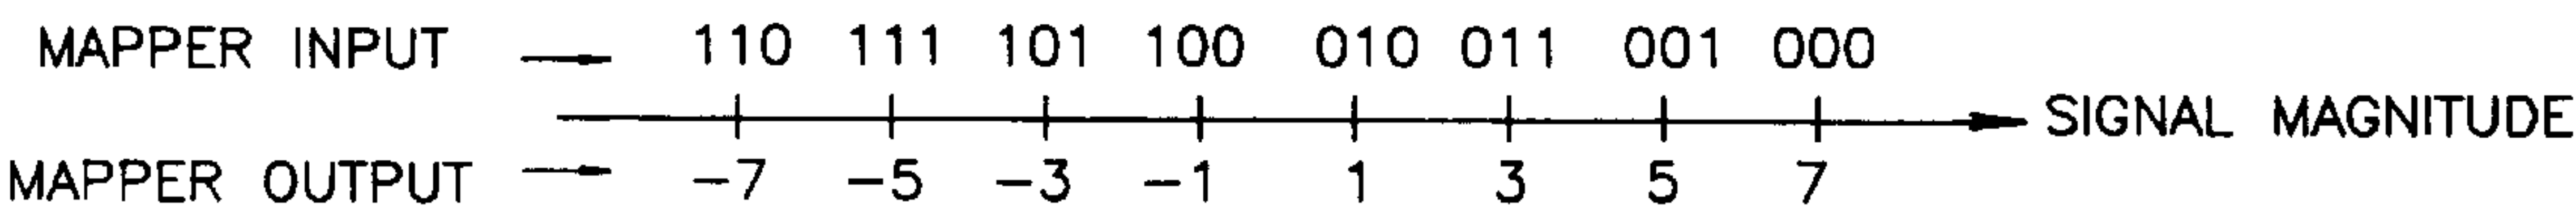 MAPPER INPUT 110 111 101 100 010 011 001 000
SIGNAL MAGNITUDE
MAPPER OUTPUT -7 -5 -3 -1 1 3 5 7